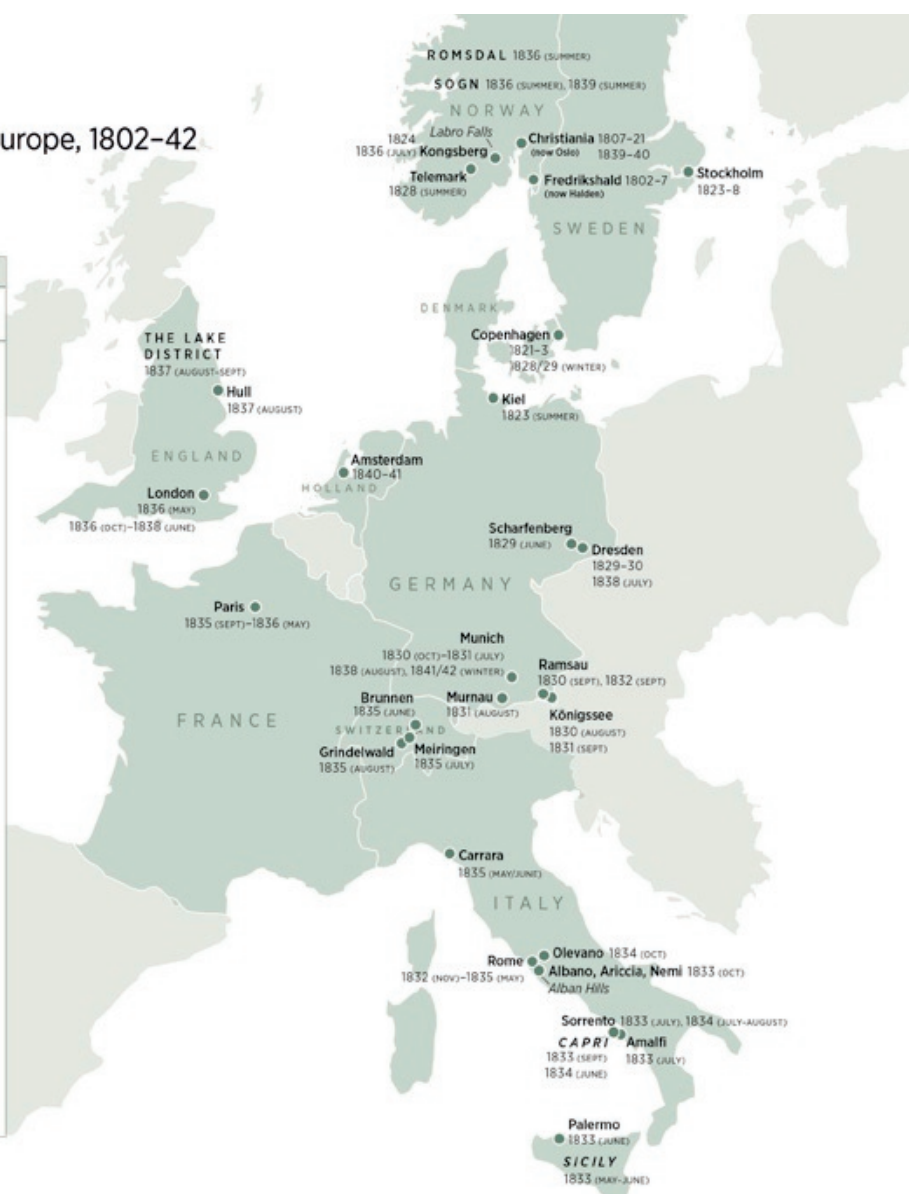 urope, 1802–42
ROMSDAL 1836 (SUMMER)
SOGN 1836 (SUMMER), 1839 (SUMMER)
NORWAY
Labro Falls
1824
1836 (JULY) Kongsberg
Telemark
1828 (SUMMER)
Christiania 1807–21
(now Oslo) 1839–40
Fredrikshald 1802–7
(now Halden)
Stockholm
1823–8
SWEDEN
DENMARK
Copenhagen
1821–3
1828/29 (WINTER)
Kiel
1823 (SUMMER)
THE LAKE
DISTRICT
1837 (AUGUST–SEPT)
Hull
1837 (AUGUST)
ENGLAND
London
1836 (MAY)
1836 (OCT)–1838 (JUNE)
Amsterdam
1840–41
HOLLAND
Scharfenberg
1829 (JUNE)
Dresden
1829–30
1838 (JULY)
GERMANY
Paris
1835 (SEPT)–1836 (MAY)
Munich
1830 (OCT)–1831 (JULY)
1838 (AUGUST), 1841/42 (WINTER)
Ramsau
1830 (SEPT), 1832 (SEPT)
Murnau
1831 (AUGUST)
Königssee
1830 (AUGUST)
1831 (SEPT)
Brunnen
1835 (JUNE)
FRANCE
SWITZERLAND
Grindelwald
1835 (AUGUST)
Meiringen
1835 (JULY)
Carrara
1835 (MAY/JUNE)
ITALY
Olevano 1834 (OCT)
Rome
1832 (NOV)–1835 (MAY)
Albano, Ariccia, Nemi 1833 (OCT)
Alban Hills
Sorrento 1833 (JULY), 1834 (JULY–AUGUST)
CAPRI
1833 (SEPT)
1834 (JUNE)
Amalfi
1833 (JULY)
Palermo
1833 (JUNE)
SICILY
1833 (MAY–JUNE)